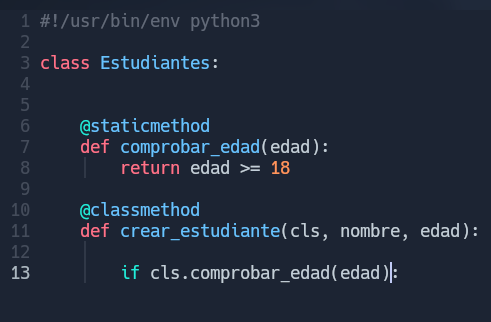 1 #!/usr/bin/env python3
2
3 class Estudiantes:
4
5
6     @staticmethod
7     def comprobar_edad(edad):
8         return edad >= 18
9
10     @classmethod
11     def crear_estudiante(cls, nombre, edad):
12
13         if cls.comprobar_edad(edad):